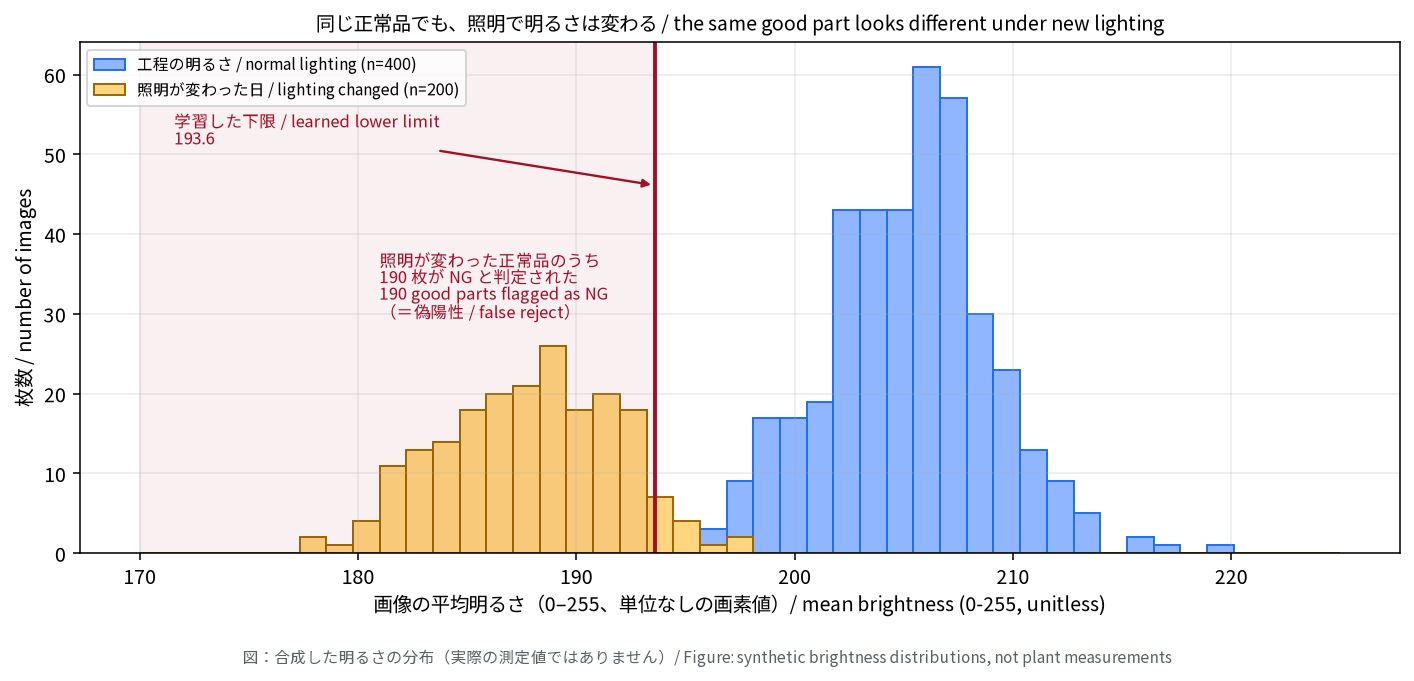 同じ正常品でも、照明で明るさは変わる / the same good part looks different under new lighting
工程の明るさ / normal lighting (n=400)
照明が変わった日 / lighting changed (n=200)
学習した下限 / learned lower limit
193.6
照明が変わった正常品のうち
190 枚が NG と判定された
190 good parts flagged as NG
（＝偽陽性 / false reject）
枚数 / number of images
60
50
40
30
20
10
0
170
180
190
200
210
220
画像の平均明るさ（0–255、単位なしの画素値）/ mean brightness (0-255, unitless)
図：合成した明るさの分布（実際の測定値ではありません）/ Figure: synthetic brightness distributions, not plant measurements